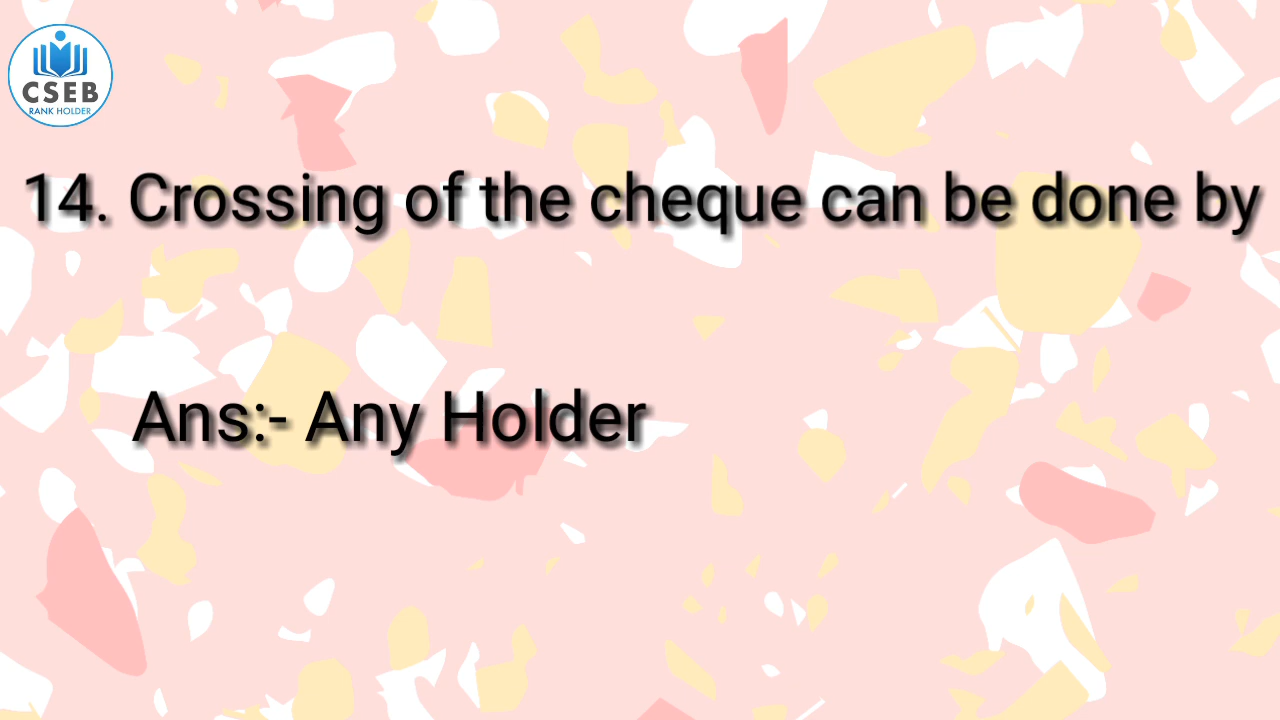 CSEB
RANK HOLDER
14. Crossing of the cheque can be done by
Ans:- Any Holder